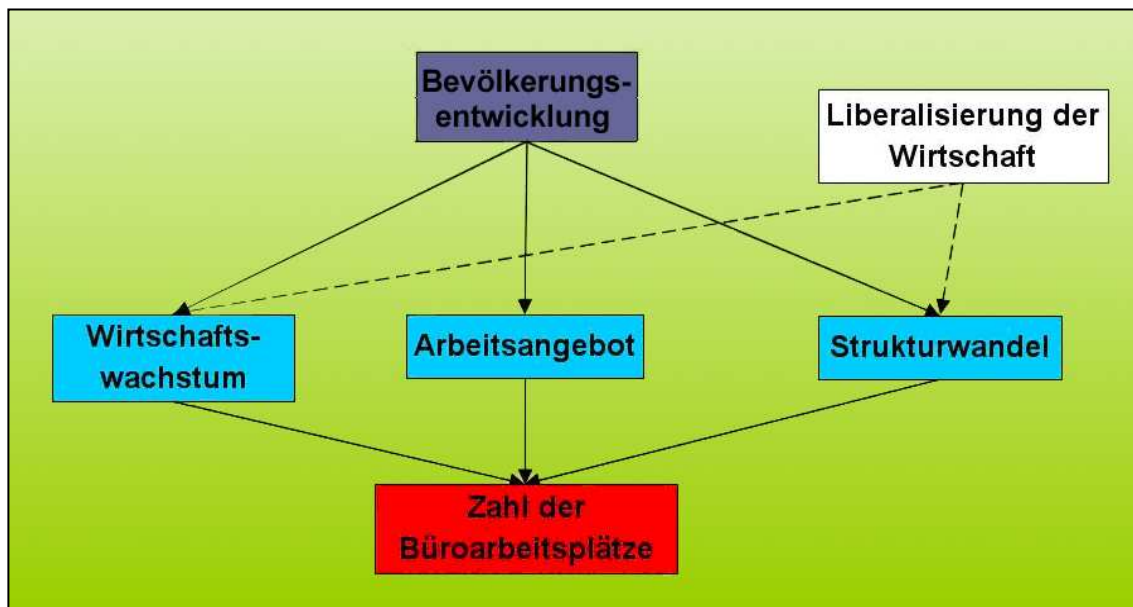 Bevölkerungs-
entwicklung
Liberalisierung der
Wirtschaft
Wirtschafts-
wachstum
Arbeitsangebot
Strukturwandel
Zahl der
Büroarbeitsplätze